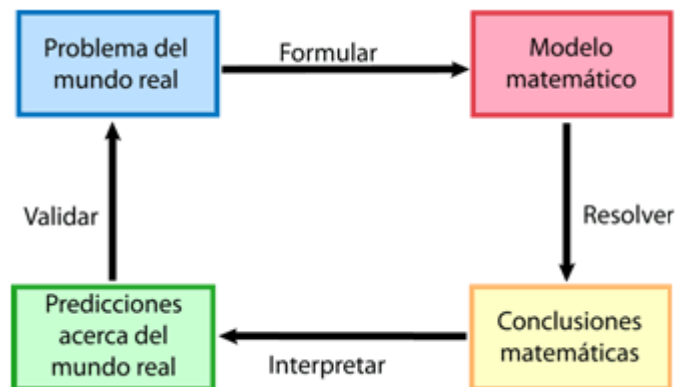 Problema del
mundo real
Formular
Modelo
matemático
Validar
Resolver
Predicciones
acerca del
mundo real
Interpretar
Conclusiones
matemáticas